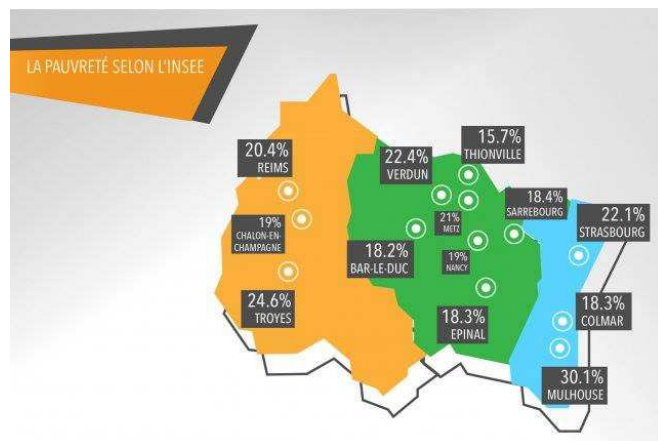 LA PAUVRETÉ SELON L'INSEE
15.7%
THIONVILLE
20.4%
REIMS
22.4%
VERDUN
18.4%
SARREBOURG
22.1%
STRASBOURG
19%
CHALON-EN-
CHAMPAGNE
21%
METZ
18.2%
BAR-LE-DUC
19%
NANCY
24.6%
TROYES
18.3%
EPINAL
18.3%
COLMAR
30.1%
MULHOUSE